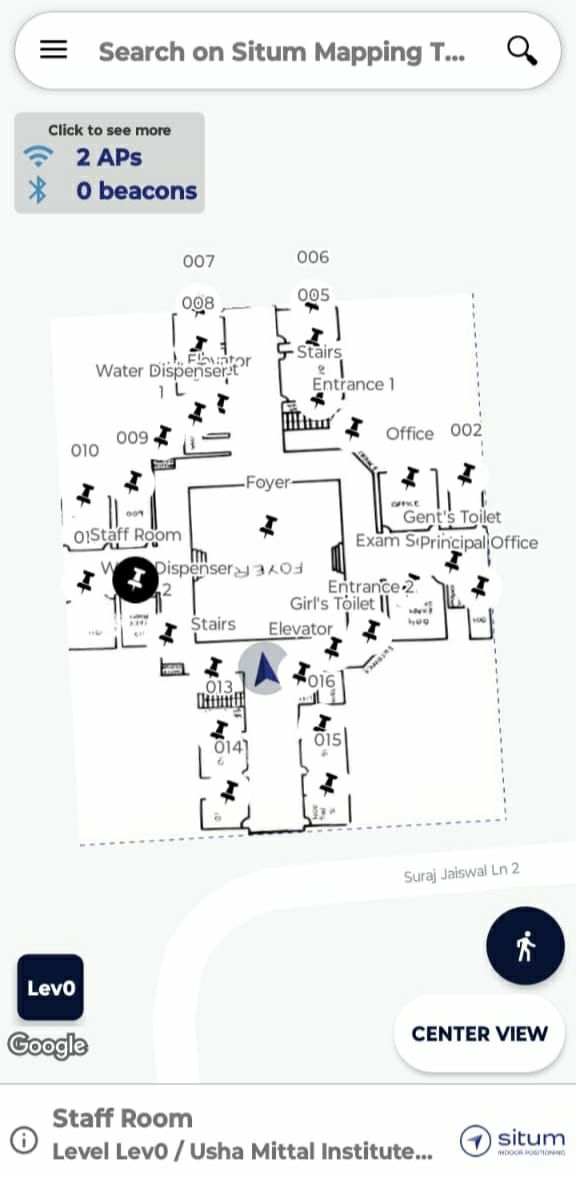 Search on Situm Mapping T...
Click to see more
2 APs
0 beacons
007
006
008
005
Stairs
Water Dispenser
1
Entrance 1
009
Office
002
010
Foyer
Gent's Toilet
Staff Room
Exam
Principal Office
Dispenser
2
FOYER
Entrance 2
Girl's Toilet
Stairs
Elevator
013
016
014
015
Suraj Jaiswal Ln 2
Lev0
CENTER VIEW
Google
Staff Room
Level Lev0 / Usha Mittal Institute...
situm
INDOOR POSITIONING